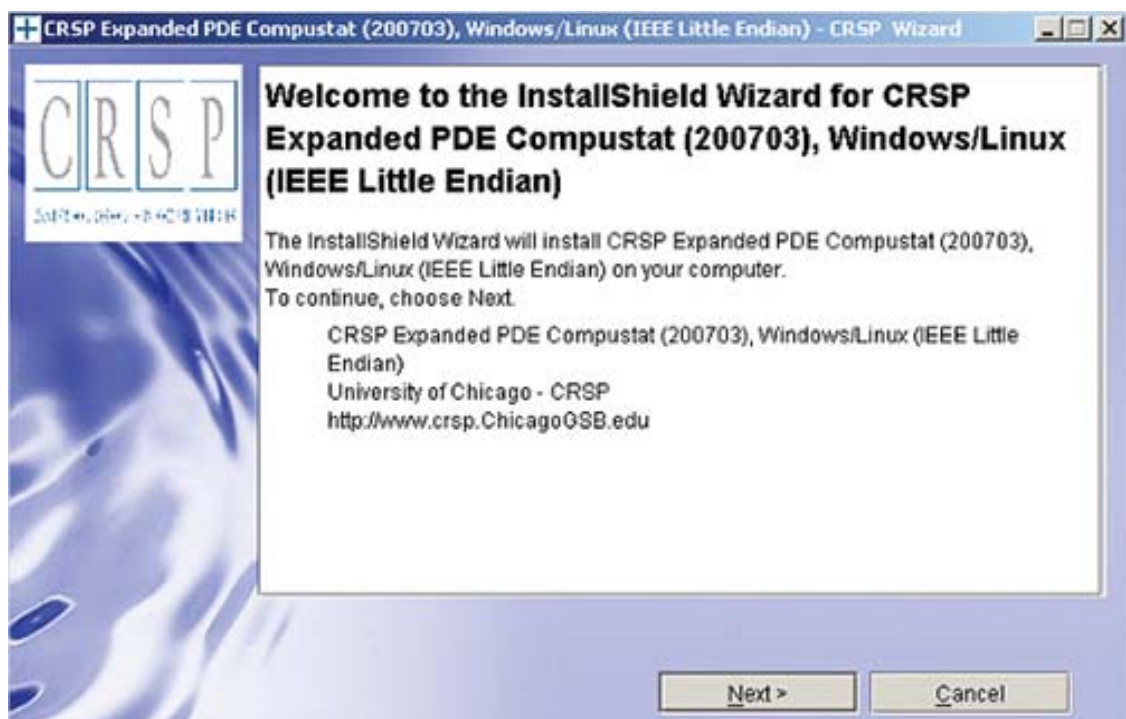 CRSP Expanded PDE Compustat (200703), Windows/Linux (IEEE Little Endian) - CRSP Wizard
CRSP
Welcome to the InstallShield Wizard for CRSP
Expanded PDE Compustat (200703), Windows/Linux
(IEEE Little Endian)
The InstallShield Wizard will install CRSP Expanded PDE Compustat (200703),
Windows/Linux (IEEE Little Endian) on your computer.
To continue, choose Next.
CRSP Expanded PDE Compustat (200703), Windows/Linux (IEEE Little
Endian)
University of Chicago - CRSP
http://www.crsp.ChicagoGSB.edu
Next >
Cancel